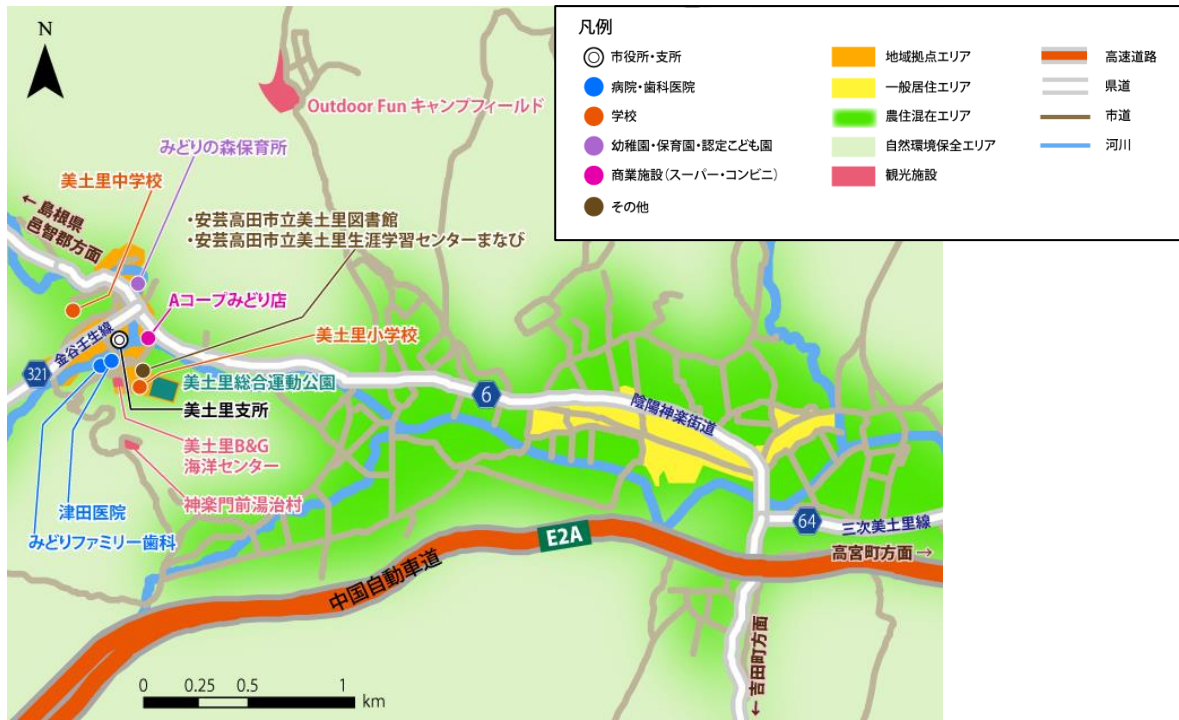 凡例
市役所・支所
病院・歯科医院
学校
幼稚園・保育園・認定こども園
商業施設(スーパー・コンビニ)
その他
地域拠点エリア
一般居住エリア
農住混在エリア
自然環境保全エリア
観光施設
高速道路
県道
市道
河川
N
Outdoor Fun キャンプフィールド
みどりの森保育所
美土里中学校
← 島根県
邑智郡方面
・安芸高田市立美土里図書館
・安芸高田市立美土里生涯学習センターまなび
Aコープみどり店
金谷壬生線
美土里小学校
321
美土里総合運動公園
美土里支所
6
陰陽神楽街道
美土里B&G
海洋センター
神楽門前湯治村
津田医院
みどりファミリー歯科
64
三次美土里線
E2A
高宮町方面 →
中国自動車道
← 吉田町方面
0 0.25 0.5 1
km